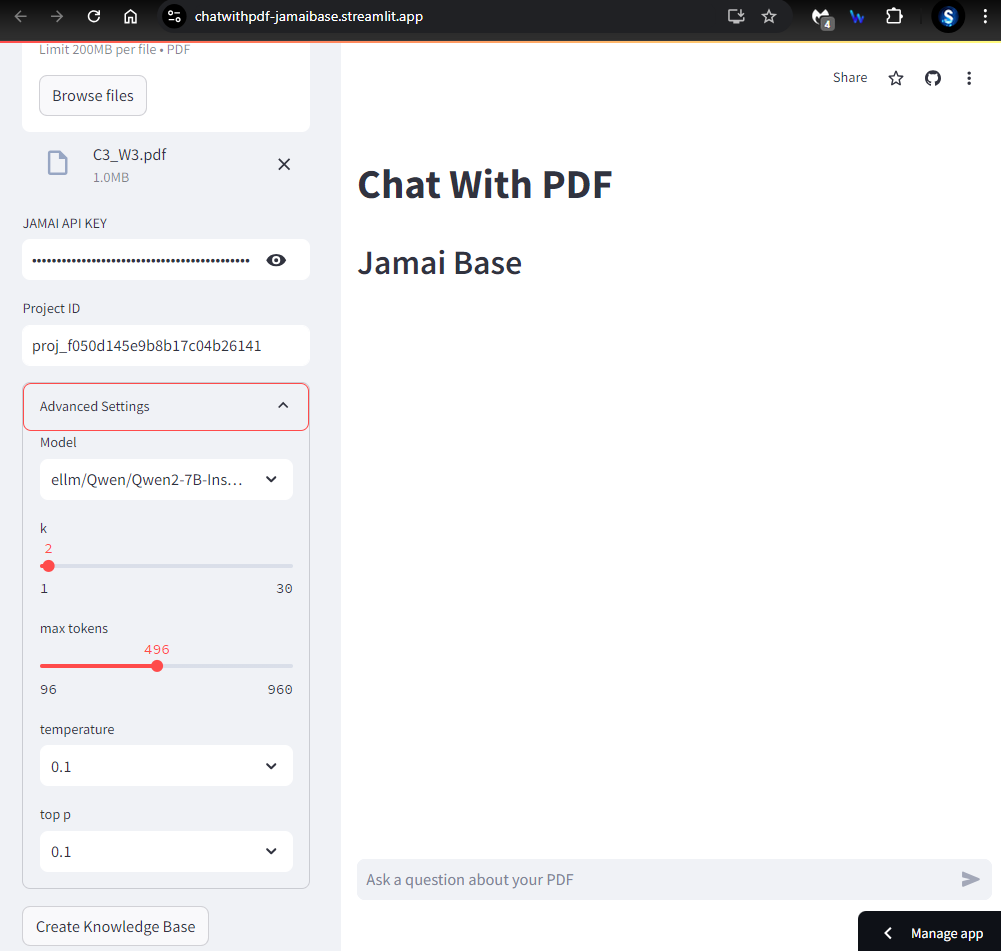 chatwithpdf-jamaibase.streamlit.app
4
S
Limit 200MB per file • PDF
Browse files
C3_W3.pdf
1.0MB
JAMAI API KEY
Project ID
proj_f050d145e9b8b17c04b26141
Advanced Settings
Model
ellm/Qwen/Qwen2-7B-Ins...
k
2
1 30
max tokens
496
96 960
temperature
0.1
top p
0.1
Create Knowledge Base
Share
Chat With PDF
Jamai Base
Ask a question about your PDF
Manage app